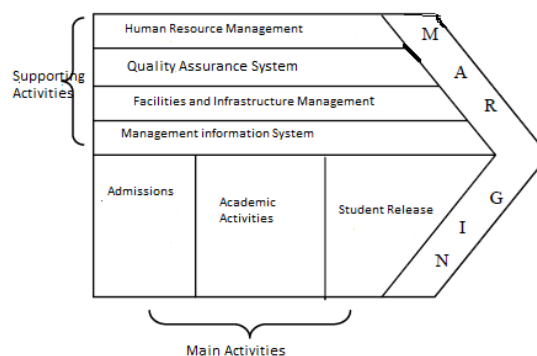 Human Resource Management
Quality Assurance System
Facilities and Infrastructure Management
Management information System
Supporting
Activities
Admissions
Academic
Activities
Student Release
MARGIN
Main Activities